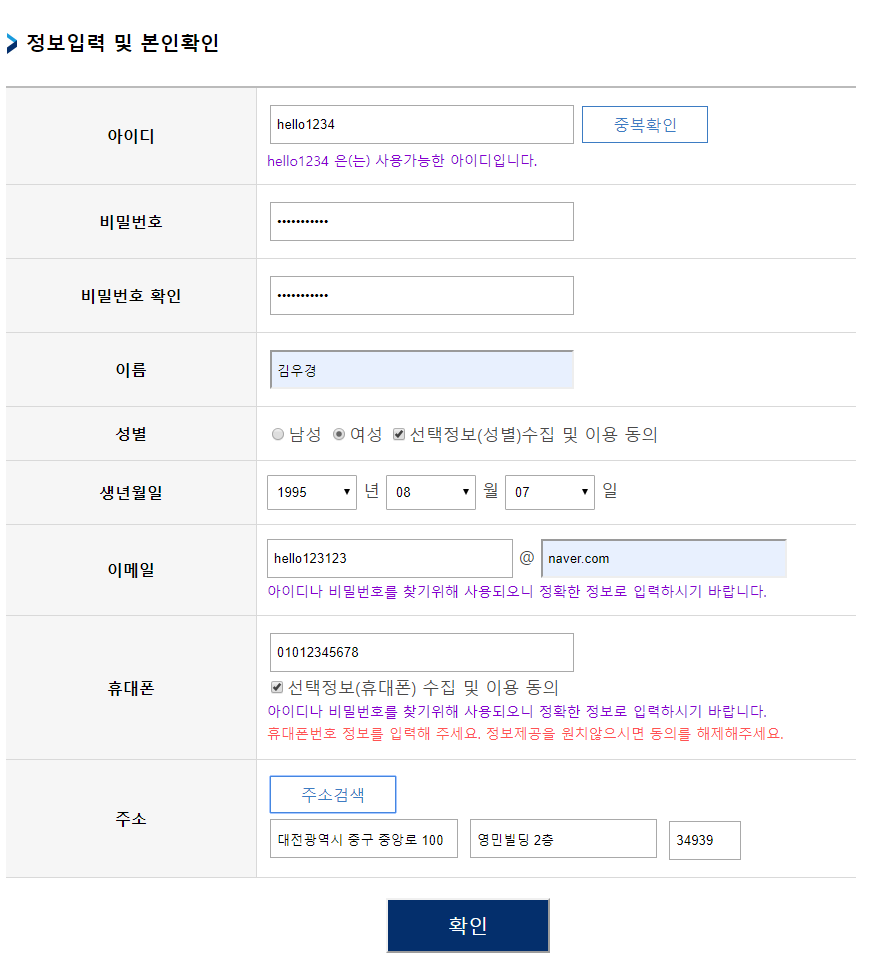 정보입력 및 본인확인
아이디
hello1234
중복확인
hello1234 은(는) 사용가능한 아이디입니다.
비밀번호
•••••••••••
비밀번호 확인
•••••••••••
이름
김우경
성별
남성 여성 선택정보(성별)수집 및 이용 동의
생년월일
1995 년 08 월 07 일
이메일
hello123123 @ naver.com
아이디나 비밀번호를 찾기위해 사용되오니 정확한 정보로 입력하시기 바랍니다.
휴대폰
01012345678
선택정보(휴대폰) 수집 및 이용 동의
아이디나 비밀번호를 찾기위해 사용되오니 정확한 정보로 입력하시기 바랍니다.
휴대폰번호 정보를 입력해 주세요. 정보제공을 원치않으시면 동의를 해제해주세요.
주소
주소검색
대전광역시 중구 중앙로 100 영민빌딩 2층 34939
확인